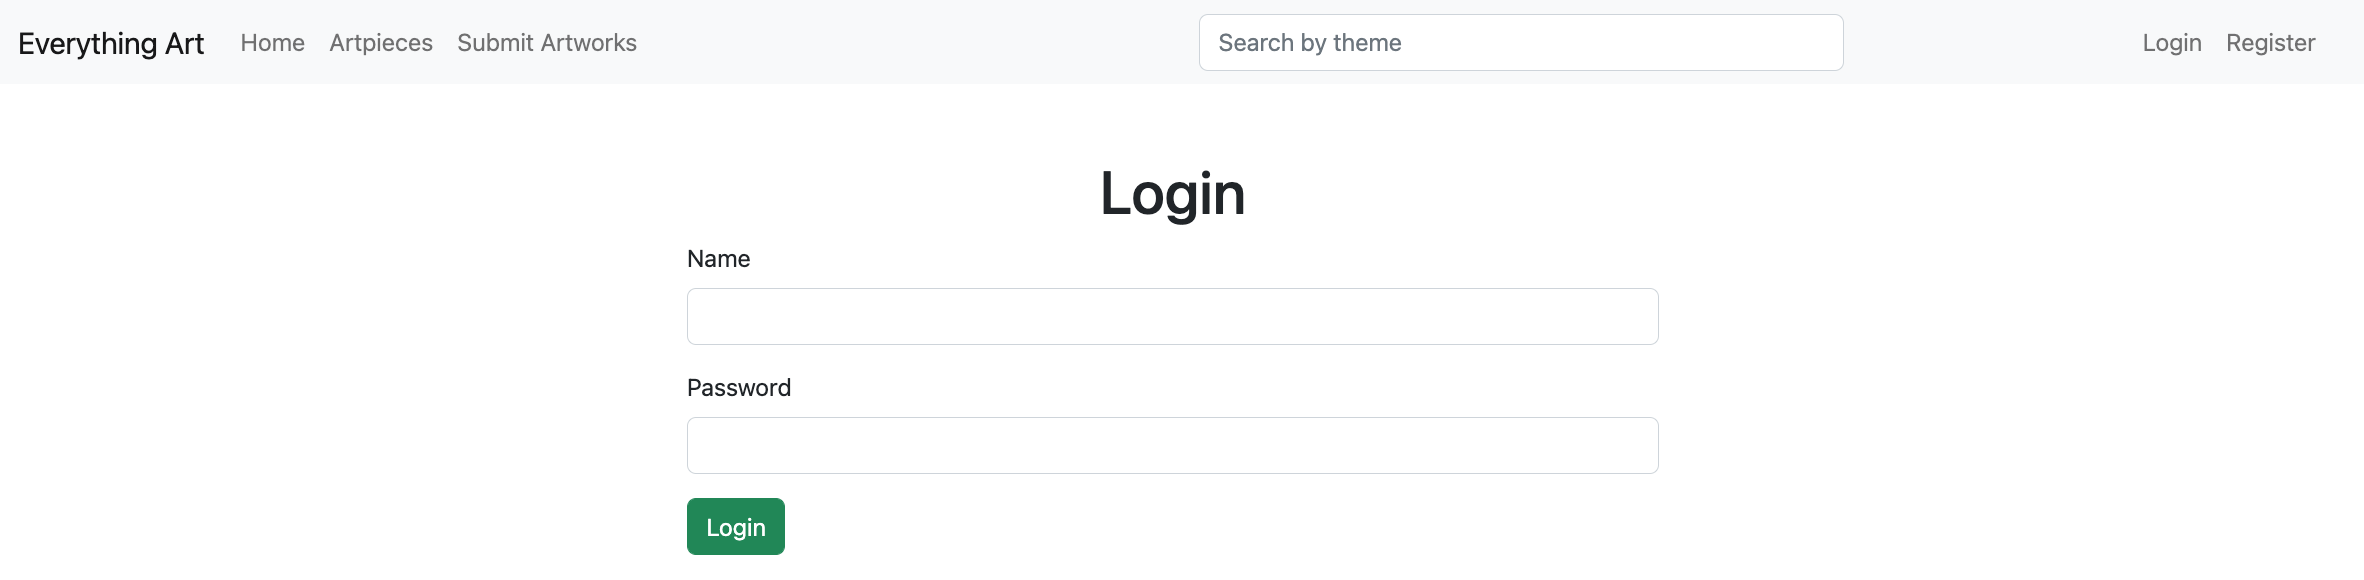 Everything Art Home Artpieces Submit Artworks Search by theme Login Register
Login
Name
Password
Login